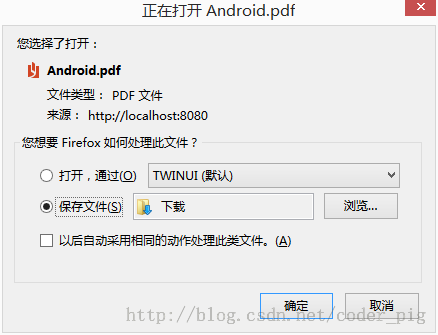 正在打开 Android.pdf
您选择了打开：
Android.pdf
文件类型： PDF 文件
来源： http://localhost:8080
您想要 Firefox 如何处理此文件？
打开，通过(O) TWINUI (默认)
保存文件(S) 下载 浏览...
以后自动采用相同的动作处理此类文件。(A)
确定 取消
http://blog.csdn.net/coder_pig